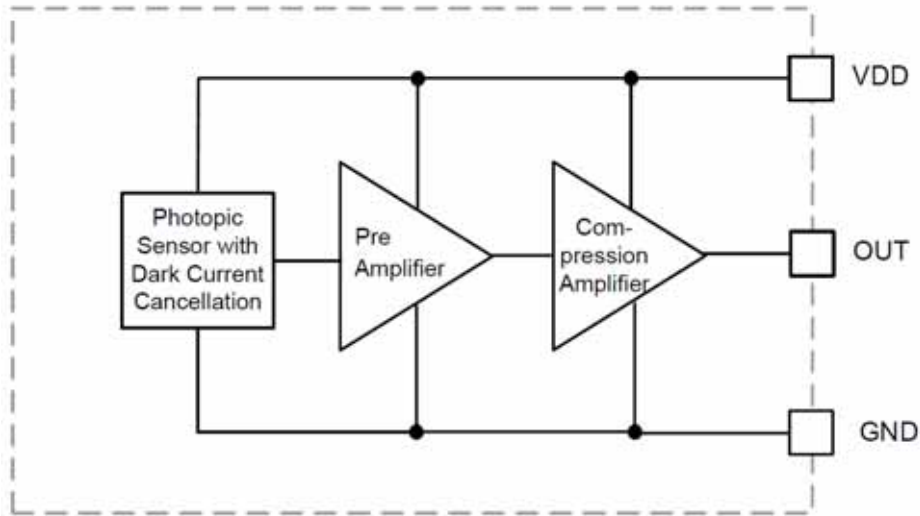 VDD
Photopic
Sensor with
Dark Current
Cancellation
Pre
Amplifier
Com-
pression
Amplifier
OUT
GND